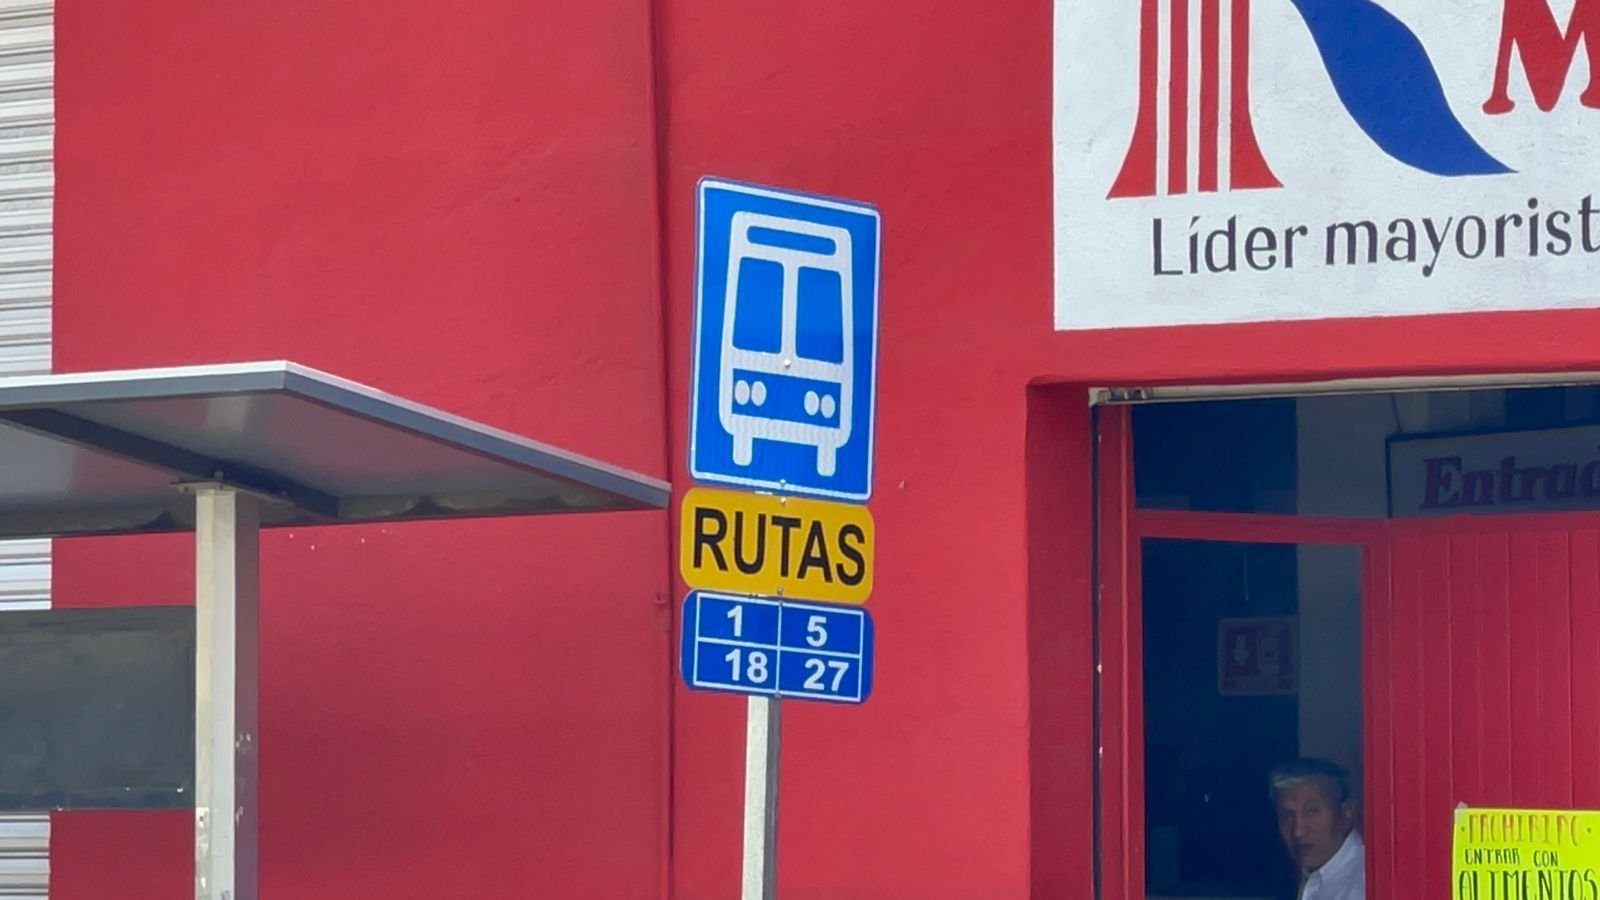 M
Líder mayorist
RUTAS
1 5
18 27
Entrad
PROHIBIDO
ENTRAR CON
ALIMENTOS